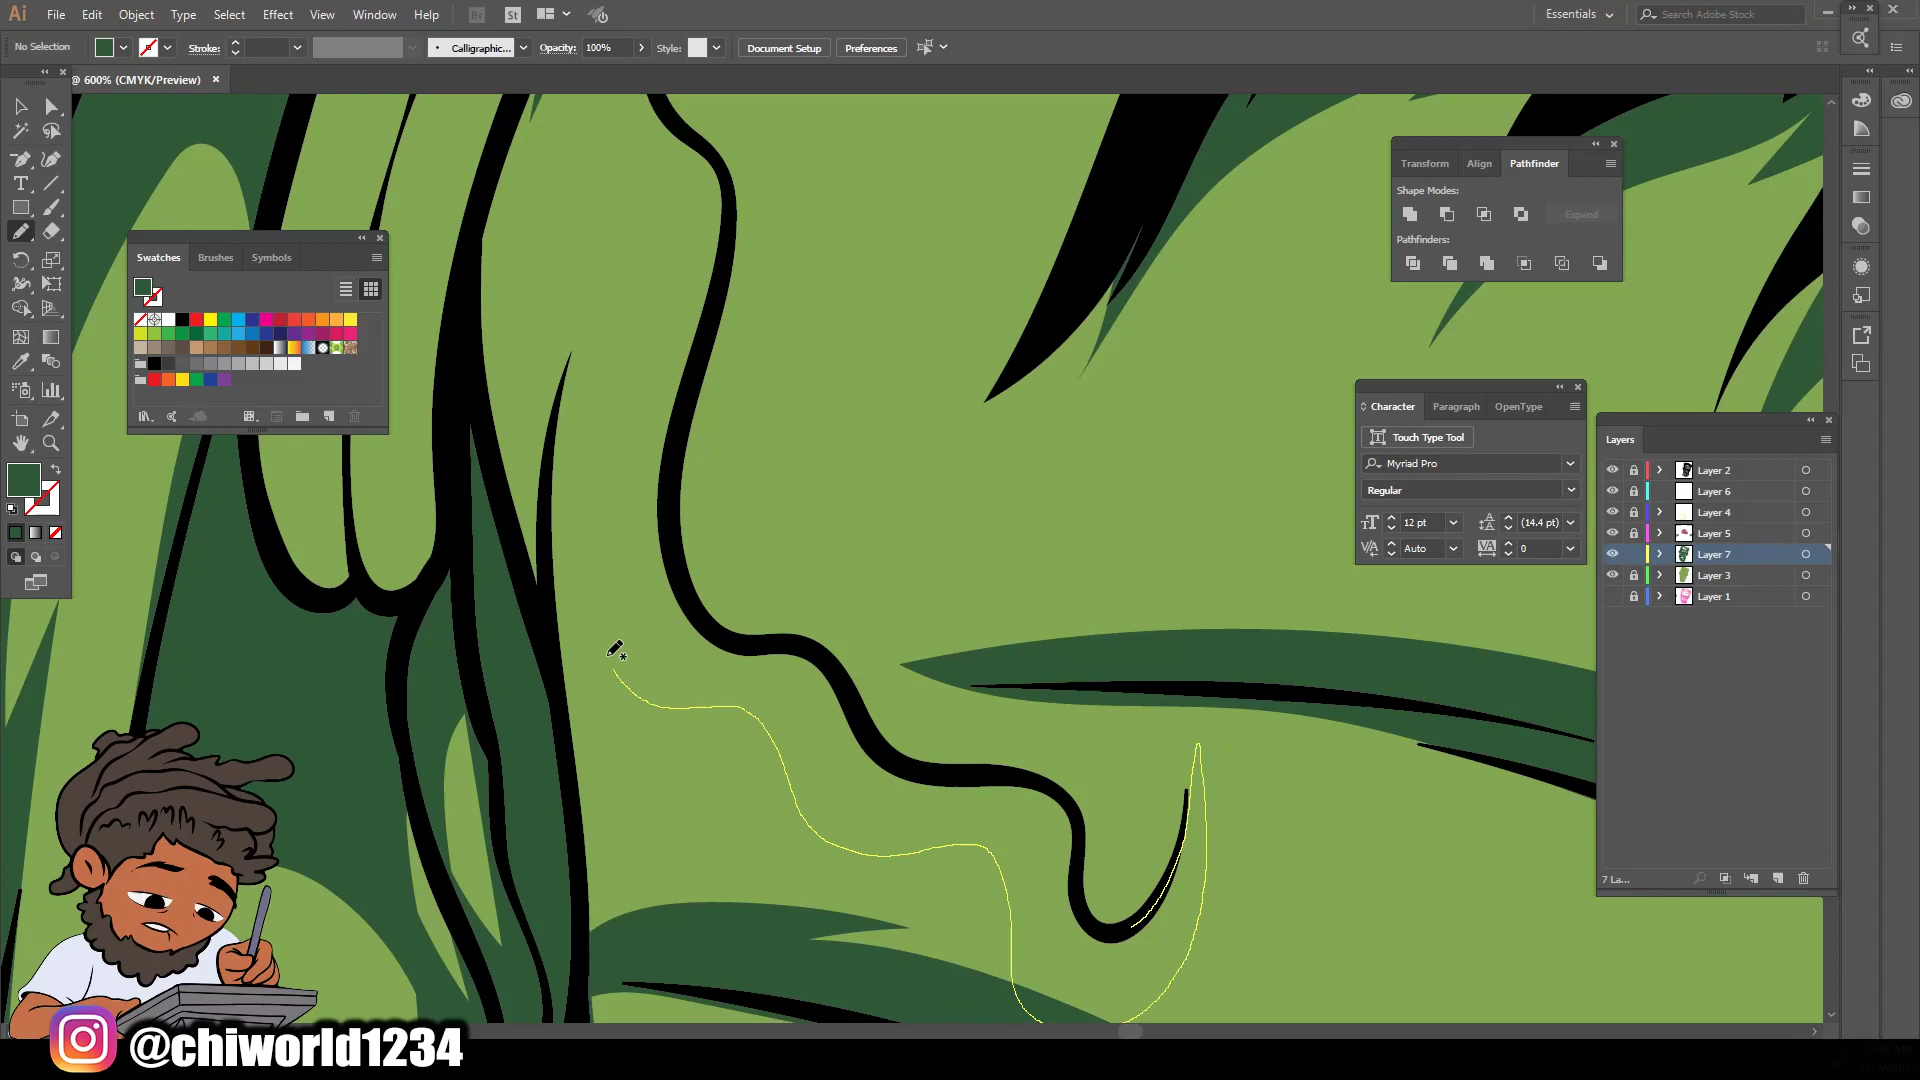 Ai File Edit Object Type Select Effect View Window Help Br St Essentials Search Adobe Stock
No Selection Stroke: Calligraphic... Opacity: 100% Style: Document Setup Preferences
@ 600% (CMYK/Preview)
Transform Align Pathfinder
Shape Modes:
Expand
Pathfinders:
Swatches Brushes Symbols
Character Paragraph OpenType
Touch Type Tool
Myriad Pro
Regular
12 pt (14.4 pt)
Auto 0
Layers
Layer 2
Layer 6
Layer 4
Layer 5
Layer 7
Layer 3
Layer 1
7 La...
@chiworld1234